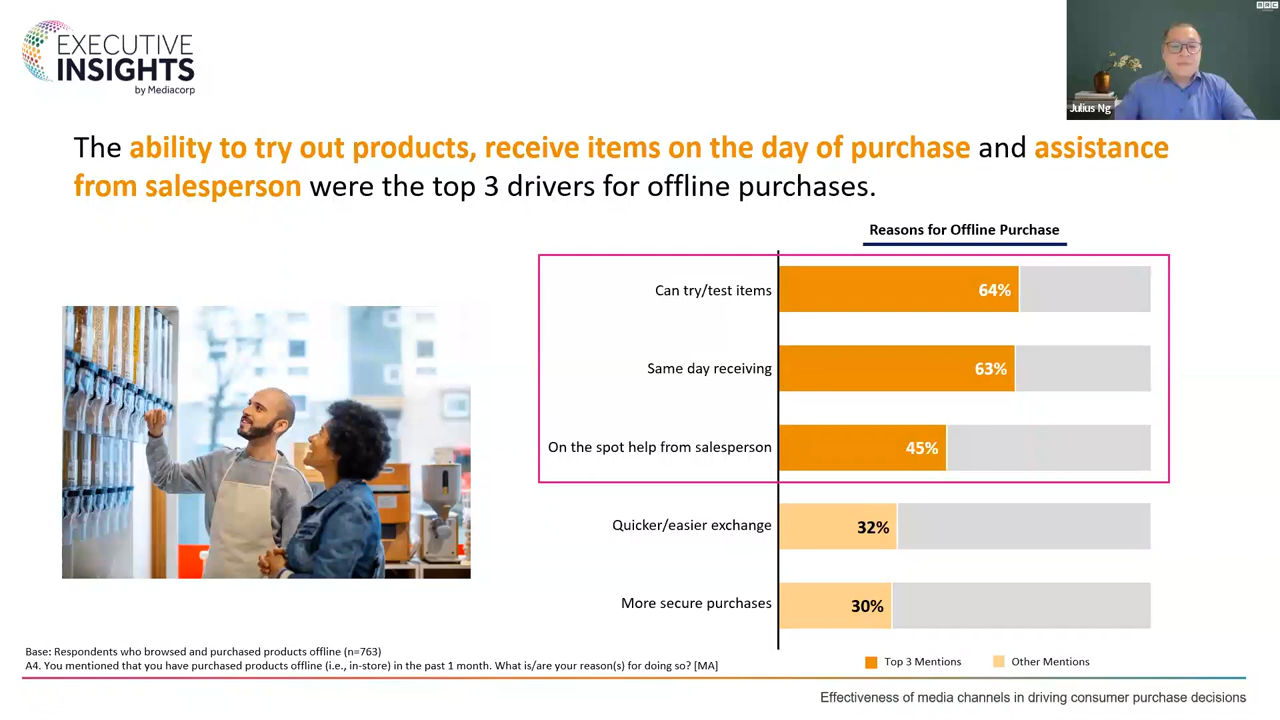 EXECUTIVE
INSIGHTS
by Mediacorp
BBC
Julius Ng
The ability to try out products, receive items on the day of purchase and assistance
from salesperson were the top 3 drivers for offline purchases.
Reasons for Offline Purchase
Can try/test items 64%
Same day receiving 63%
On the spot help from salesperson 45%
Quicker/easier exchange 32%
More secure purchases 30%
Base: Respondents who browsed and purchased products offline (n=763)
A4. You mentioned that you have purchased products offline (i.e., in-store) in the past 1 month. What is/are your reason(s) for doing so? [MA]
Top 3 Mentions Other Mentions
Effectiveness of media channels in driving consumer purchase decisions